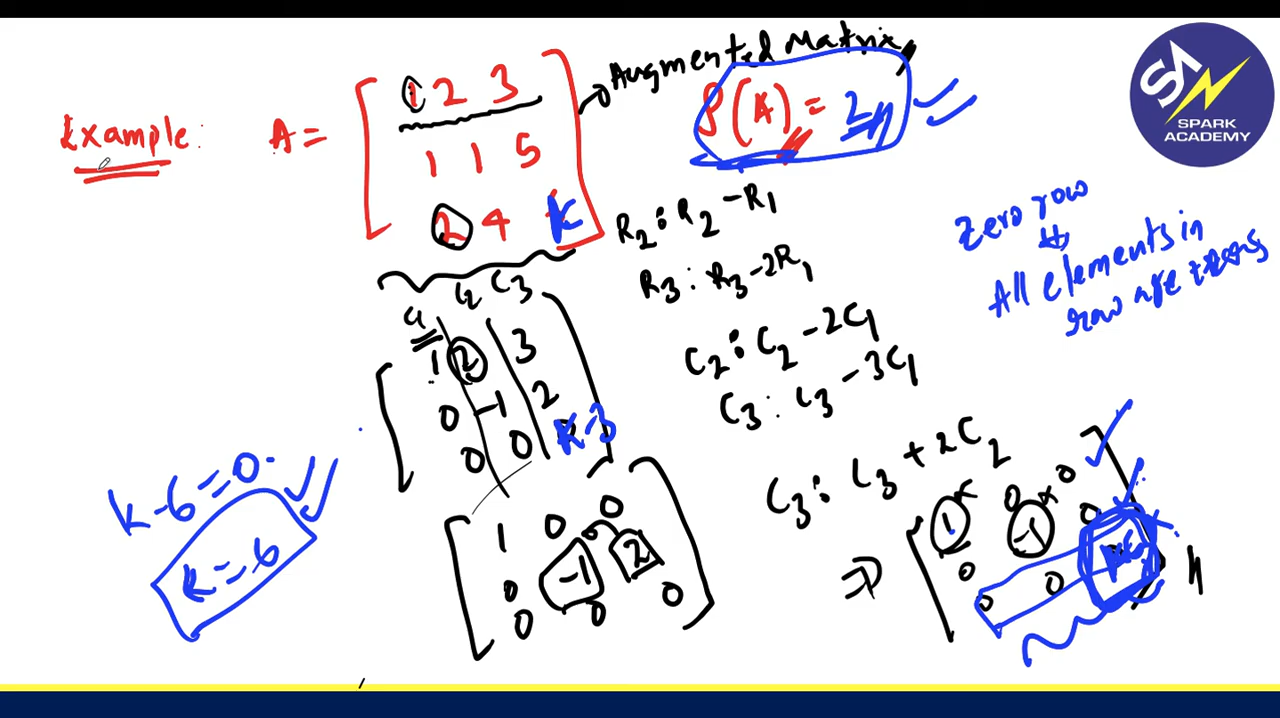 Augmented Matrix
Example: A = [ 1 2 3
1 1 5
2 4 k ]
ρ(A) = 2
SPARK
ACADEMY
R2 : R2 - R1
R3 : R3 - 2R1
Zero row
⇓
All elements in
row are zeros
C1 C2 C3
1 2 3
0 -1 2
0 0 k-3
C2 : C2 - 2C1
C3 : C3 - 3C1
C3 : C3 + 2C2
k-6=0
k = 6
1 0 0
0 -1 2
0 0 0
⇒
1 0 0
0 -1 0
0 0